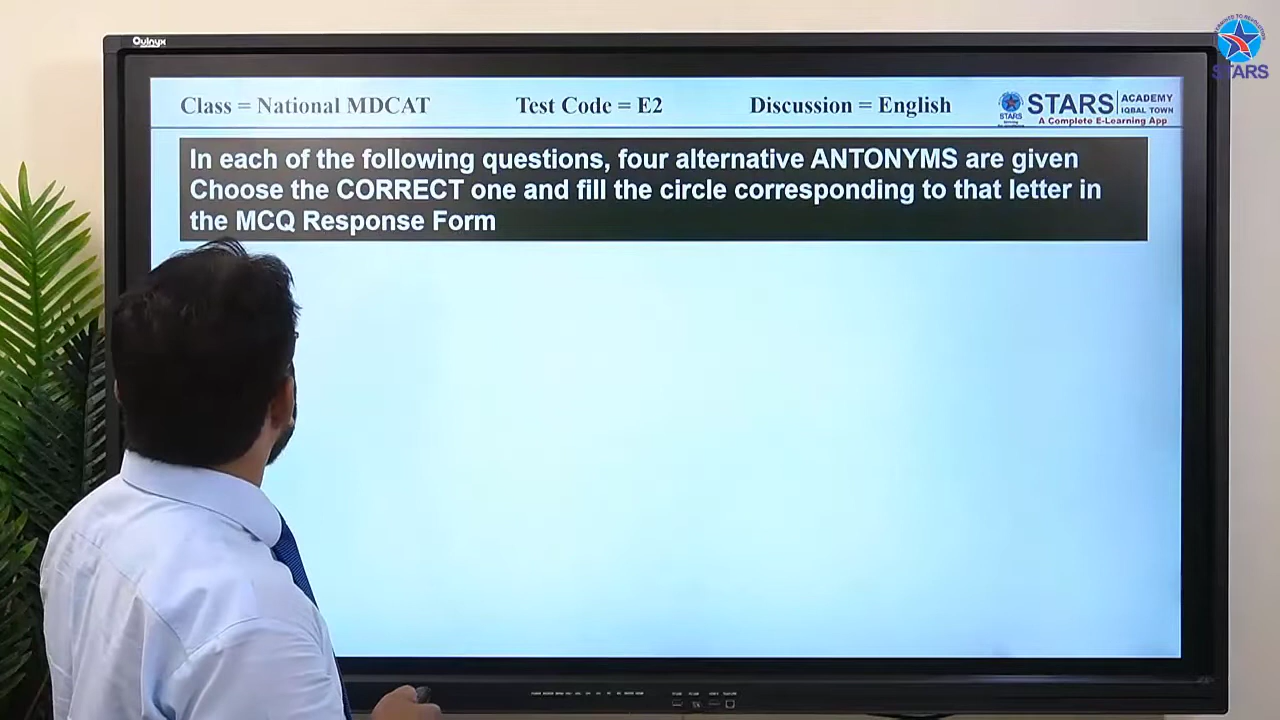 Quinyx
STARS
Class = National MDCAT Test Code = E2 Discussion = English
STARS
STARS ACADEMY
IQBAL TOWN
A Complete E-Learning App
In each of the following questions, four alternative ANTONYMS are given
Choose the CORRECT one and fill the circle corresponding to that letter in
the MCQ Response Form